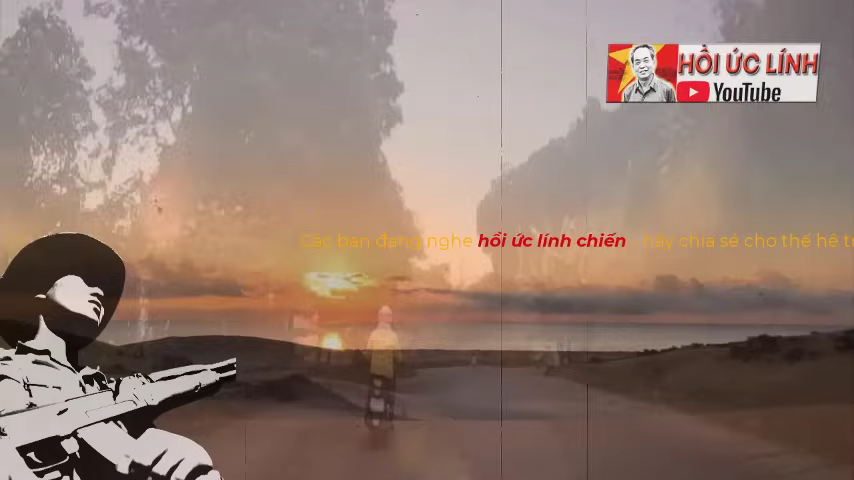 HỒI ỨC LÍNH
YouTube
Các bạn đang nghe hồi ức lính chiến hãy chia sẻ cho thế hệ